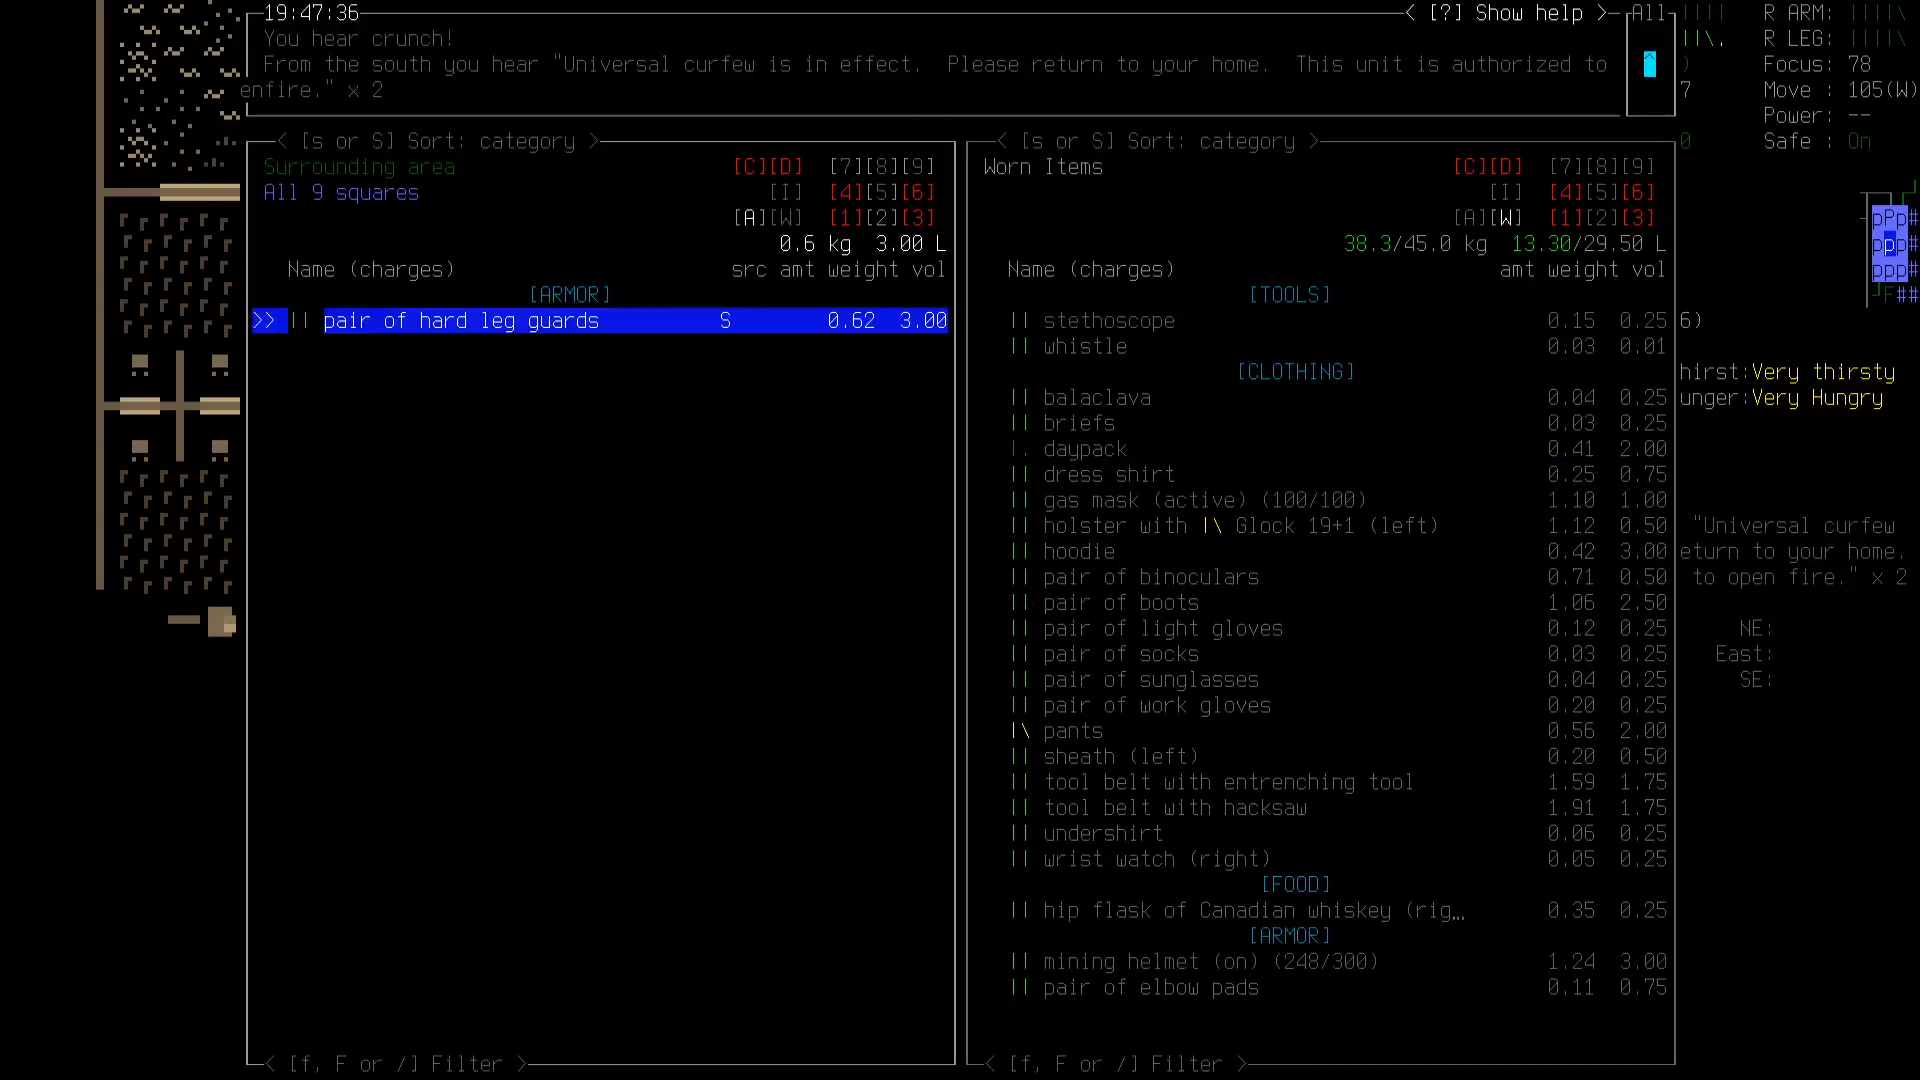 19:47:36 < [?] Show help > All R ARM: ||||\
You hear crunch! ||\. R LEG: ||||\
From the south you hear "Universal curfew is in effect.  Please return to your home.  This unit is authorized to ) Focus: 78
enfire." x 2 7 Move : 105(W)
Power: --
< [s or S] Sort: category > < [s or S] Sort: category > 0 Safe : On
Surrounding area [C][D] [7][8][9] Worn Items [C][D] [7][8][9]
All 9 squares [I] [4][5][6] [I] [4][5][6]
[A][W] [1][2][3] [A][W] [1][2][3] pPp#
0.6 kg 3.00 L 38.3/45.0 kg 13.30/29.50 L ppp#
Name (charges) src amt weight vol Name (charges) amt weight vol ppp#
[ARMOR] [TOOLS] F##
>> || pair of hard leg guards S 0.62 3.00 || stethoscope 0.15 0.25 6)
|| whistle 0.03 0.01
[CLOTHING] hirst:Very thirsty
|| balaclava 0.04 0.25 unger:Very Hungry
|| briefs 0.03 0.25
|. daypack 0.41 2.00
|| dress shirt 0.25 0.75
|| gas mask (active) (100/100) 1.10 1.00
|| holster with |\ Glock 19+1 (left) 1.12 0.50 "Universal curfew
|| hoodie 0.42 3.00 eturn to your home.
|| pair of binoculars 0.71 0.50 to open fire." x 2
|| pair of boots 1.06 2.50
|| pair of light gloves 0.12 0.25 NE:
|| pair of socks 0.03 0.25 East:
|| pair of sunglasses 0.04 0.25 SE:
|| pair of work gloves 0.20 0.25
|\ pants 0.56 2.00
|| sheath (left) 0.20 0.50
|| tool belt with entrenching tool 1.59 1.75
|| tool belt with hacksaw 1.91 1.75
|| undershirt 0.06 0.25
|| wrist watch (right) 0.05 0.25
[FOOD]
|| hip flask of Canadian whiskey (rig… 0.35 0.25
[ARMOR]
|| mining helmet (on) (248/300) 1.24 3.00
|| pair of elbow pads 0.11 0.75
< [f, F or /] Filter > < [f, F or /] Filter >